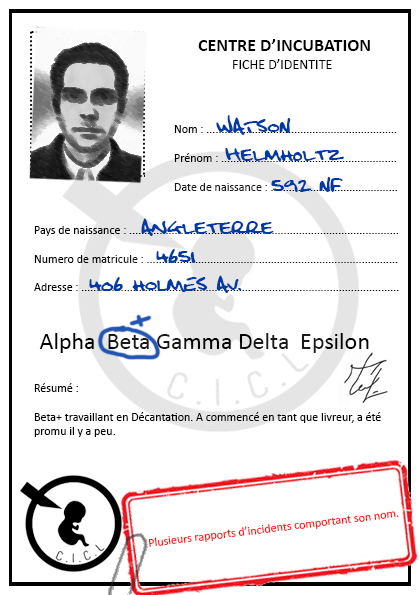 CENTRE D'INCUBATION
FICHE D'IDENTITE
Nom : WATSON
Prénom : HELMHOLTZ
Date de naissance : 592 NF
Pays de naissance : ANGLETERRE
Numero de matricule : 4651
Adresse : 406 HOLMES AV.
+
Alpha Beta Gamma Delta Epsilon
C.I.C.L
Résumé :
Beta+ travaillant en Décantation. A commencé en tant que livreur, a été
promu il y a peu.
C.I.C.L
Plusieurs rapports d'incidents comportant son nom.